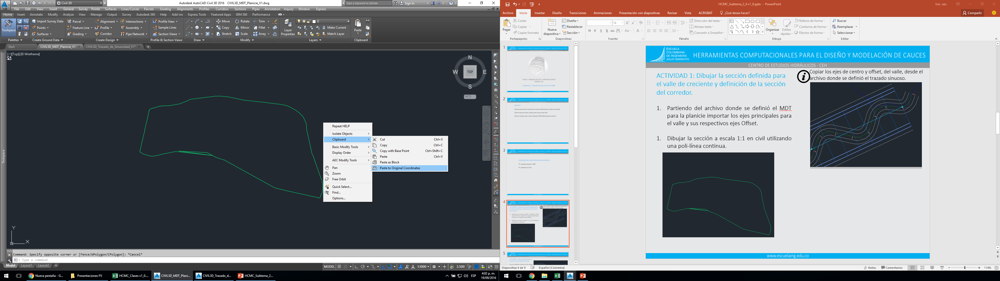 Autodesk AutoCAD Civil 3D 2016 CIVIL3D_MDT_Planicie_V1.dwg
Civil 3D
Type a keyword or phrase
Sign In
File Edit View Insert General Survey Points Surfaces Lines/Curves Parcels Grading Alignments Profiles Corridors Sections Pipes Annotation Inquiry Window Express
Home Insert Annotate Modify Analyze View Manage Output Survey Autodesk 360 Help Add-ins Express Tools Featured Apps BIM 360 Performance
Import Survey Data Parcel Alignment Intersections Profile View Move Rotate Trim 0
Toolspace Points Feature Line Profile Assembly Sample Lines Copy Mirror Fillet Layer Properties Make Current Paste
Surfaces Grading Corridor Pipe Network Section Views Stretch Scale Array Match Layer
Palettes Create Ground Data Create Design Profile & Section Views Draw Modify Layers Clipboard
Start CIVIL3D_MDT_Planicie_V1 CIVIL3D_Trazado_de_Sinuosidad_V1*
[–][Top][2D Wireframe]
N
W TOP E
S
WCS
Toolspace
Repeat HELP
Isolate Objects
Clipboard
Basic Modify Tools
Display Order
AEC Modify Tools
Pan
Zoom
Free Orbit
Quick Select...
Find...
Options...
Cut Ctrl+X
Copy Ctrl+C
Copy with Base Point Ctrl+Shift+C
Paste Ctrl+V
Paste as Block
Paste to Original Coordinates
Y
X
Command: Specify opposite corner or [Fence/WPolygon/CPolygon]: *Cancel*
Type a command
Model Layout1 Layout2
MODEL 1:1000 3.500
Nueva pestaña - G... Presentaciones FV HCMC_Clases v1_0.... CIVIL3D_MDT_Plani... CIVIL3D_Trazado_d... HCMC_Subtema_2...
ESP 4:02 p. m.
19/09/2016
HCMC_Subtema_2_4 v1_0.pptx - PowerPoint
Inic. ses.
Archivo Inicio Insertar Diseño Transiciones Animaciones Presentación con diapositivas Revisar Vista ACROBAT ¿Qué desea hacer? Compartir
Cortar Diseño 14 Dirección del texto Relleno de forma Buscar
Pegar Copiar Nueva diapositiva Restablecer Alinear texto Organizar Estilos rápidos Contorno de forma Reemplazar
Copiar formato Sección N K S S abc AV Aa A Convertir a SmartArt Efectos de forma Seleccionar
Portapapeles Diapositivas Fuente Párrafo Dibujo Editar
1
2
3
4
5
ESCUELA
COLOMBIANA
DE INGENIERÍA
JULIO GARAVITO
HERRAMIENTAS COMPUTACIONALES PARA EL DISEÑO Y MODELACIÓN DE CAUCES
CENTRO DE ESTUDIOS HIDRÁULICOS - CEH
ACTIVIDAD 1: Dibujar la sección definida para
el valle de creciente y definición de la sección
del corredor.
1. Partiendo del archivo donde se definió el MDT
para la planicie importar los ejes principales para
el valle y sus respectivos ejes Offset.
1. Dibujar la sección a escala 1:1 en civil utilizando
una poli-línea continua.
i
Copiar los ejes de centro y offset, del valle, desde el
archivo donde se definió el trazado sinuoso.
www.escuelaing.edu.co
Diapositiva 4 de 9 Español (Colombia) Notas Comentarios 114%